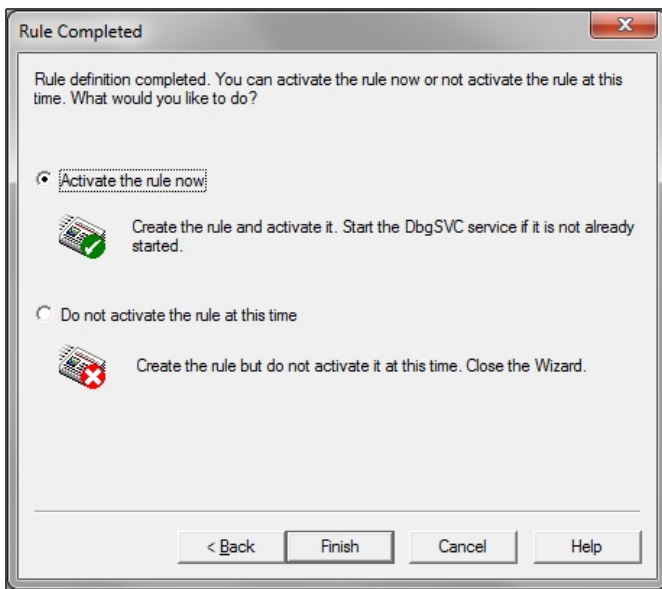 Rule Completed
Rule definition completed. You can activate the rule now or not activate the rule at this
time. What would you like to do?
Activate the rule now
Create the rule and activate it. Start the DbgSVC service if it is not already
started.
Do not activate the rule at this time
Create the rule but do not activate it at this time. Close the Wizard.
< Back Finish Cancel Help